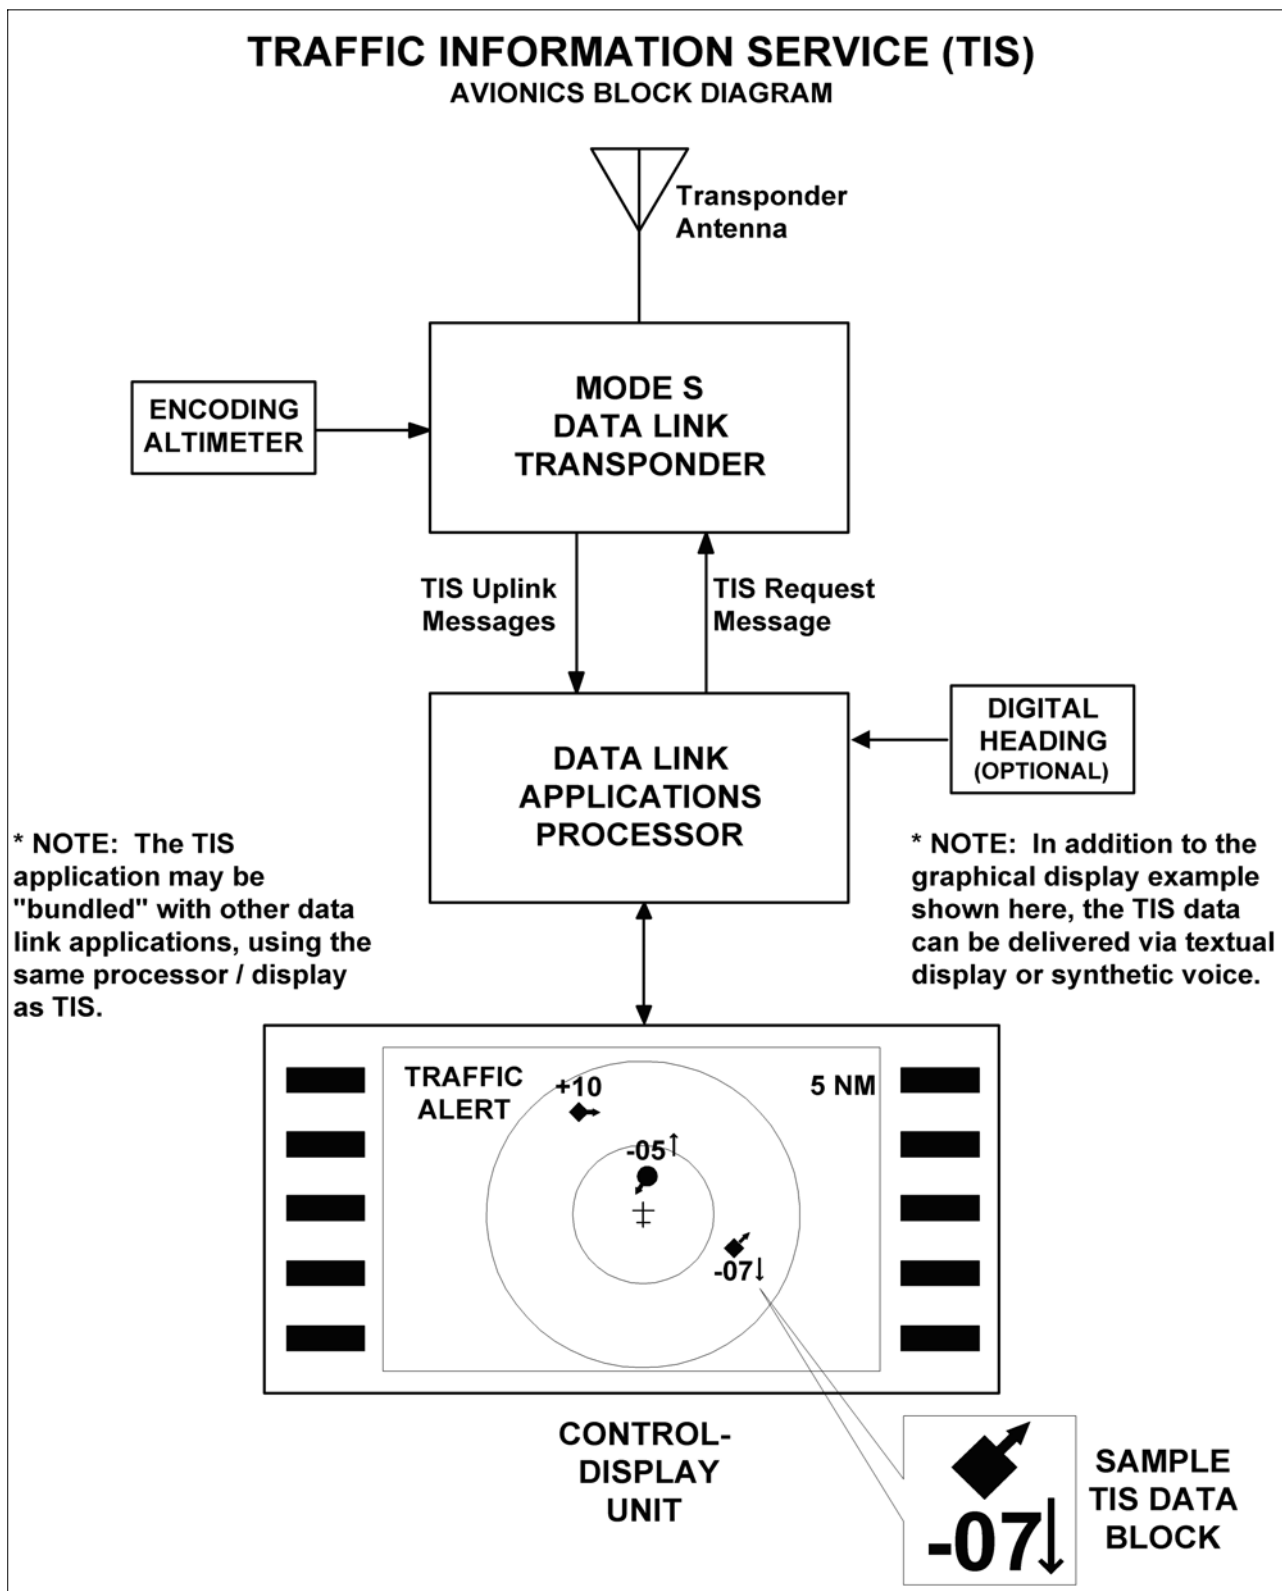 TRAFFIC INFORMATION SERVICE (TIS)
AVIONICS BLOCK DIAGRAM
Transponder
Antenna
MODE S
DATA LINK
TRANSPONDER
ENCODING
ALTIMETER
TIS Uplink
Messages
TIS Request
Message
DIGITAL
HEADING
(OPTIONAL)
DATA LINK
APPLICATIONS
PROCESSOR
* NOTE:  The TIS
application may be
"bundled" with other data
link applications, using the
same processor / display
as TIS.
* NOTE:  In addition to the
graphical display example
shown here, the TIS data
can be delivered via textual
display or synthetic voice.
TRAFFIC
ALERT
+10
5 NM
-05↑
-07↓
CONTROL-
DISPLAY
UNIT
-07↓
SAMPLE
TIS DATA
BLOCK